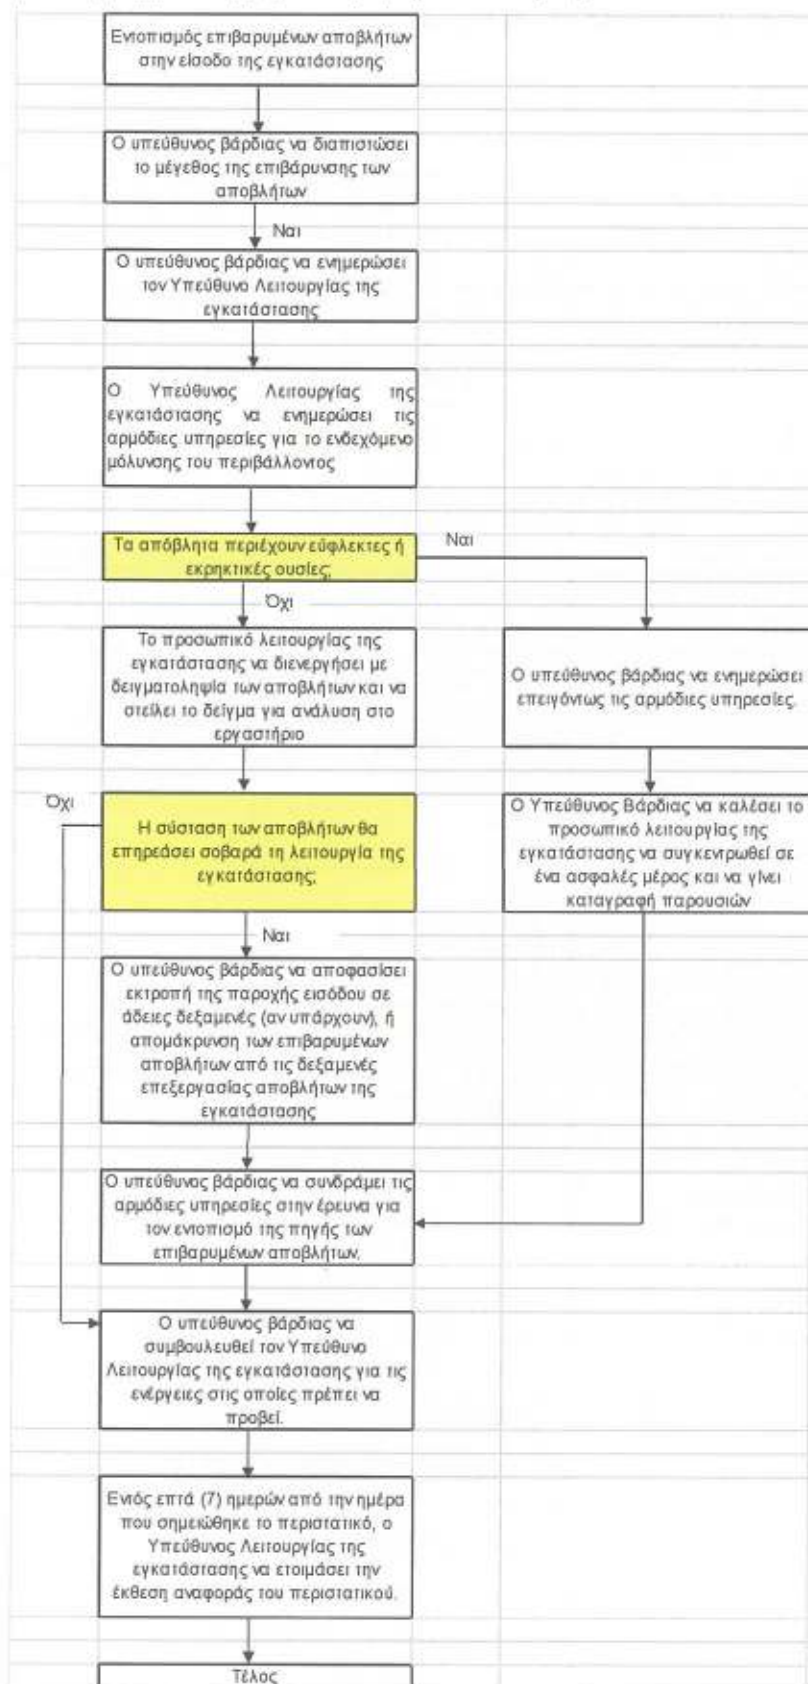 Εντοπισμός επιβαρυμένων αποβλήτων
στην είσοδο της εγκατάστασης
Ο υπεύθυνος βάρδιας να διαπιστώσει
το μέγεθος της επιβάρυνσης των
αποβλήτων
Ναι
Ο υπεύθυνος βάρδιας να ενημερώσει
τον Υπεύθυνο Λειτουργίας της
εγκατάστασης
Ο Υπεύθυνος Λειτουργίας της
εγκατάστασης να ενημερώσει τις
αρμόδιες υπηρεσίες για το ενδεχόμενο
μόλυνσης του περιβάλλοντος
Τα απόβλητα περιέχουν εύφλεκτες ή
εκρηκτικές ουσίες;
Ναι
Όχι
Το προσωπικό λειτουργίας της
εγκατάστασης να διενεργήσει με
δειγματοληψία των αποβλήτων και να
στείλει το δείγμα για ανάλυση στο
εργαστήριο
Ο υπεύθυνος βάρδιας να ενημερώσει
επειγόντως τις αρμόδιες υπηρεσίες.
Όχι
Η σύσταση των αποβλήτων θα
επηρεάσει σοβαρά τη λειτουργία της
εγκατάστασης;
Ο Υπεύθυνος Βάρδιας να καλέσει το
προσωπικό λειτουργίας της
εγκατάστασης να συγκεντρωθεί σε
ένα ασφαλές μέρος και να γίνει
καταγραφή παρουσιών
Ναι
Ο υπεύθυνος βάρδιας να αποφασίσει
εκτροπή της παροχής εισόδου σε
άδειες δεξαμενές (αν υπάρχουν), ή
απομάκρυνση των επιβαρυμένων
αποβλήτων από τις δεξαμενές
επεξεργασίας αποβλήτων της
εγκατάστασης
Ο υπεύθυνος βάρδιας να συνδράμει τις
αρμόδιες υπηρεσίες στην έρευνα για
τον εντοπισμό της πηγής των
επιβαρυμένων αποβλήτων.
Ο υπεύθυνος βάρδιας να
συμβουλευθεί τον Υπεύθυνο
Λειτουργίας της εγκατάστασης για τις
ενέργειες στις οποίες πρέπει να
προβεί.
Εντός επτά (7) ημερών από την ημέρα
που σημειώθηκε το περιστατικό, ο
Υπεύθυνος Λειτουργίας της
εγκατάστασης να ετοιμάσει την
έκθεση αναφοράς του περιστατικού.
Τέλος